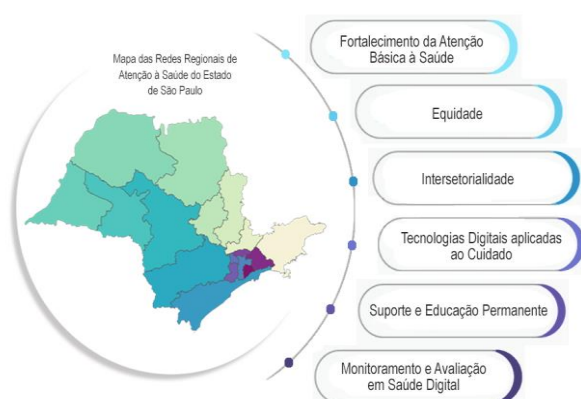 Mapa das Redes Regionais de
Atenção à Saúde do Estado
de São Paulo
Fortalecimento da Atenção
Básica à Saúde
Equidade
Intersetorialidade
Tecnologias Digitais aplicadas
ao Cuidado
Suporte e Educação Permanente
Monitoramento e Avaliação
em Saúde Digital